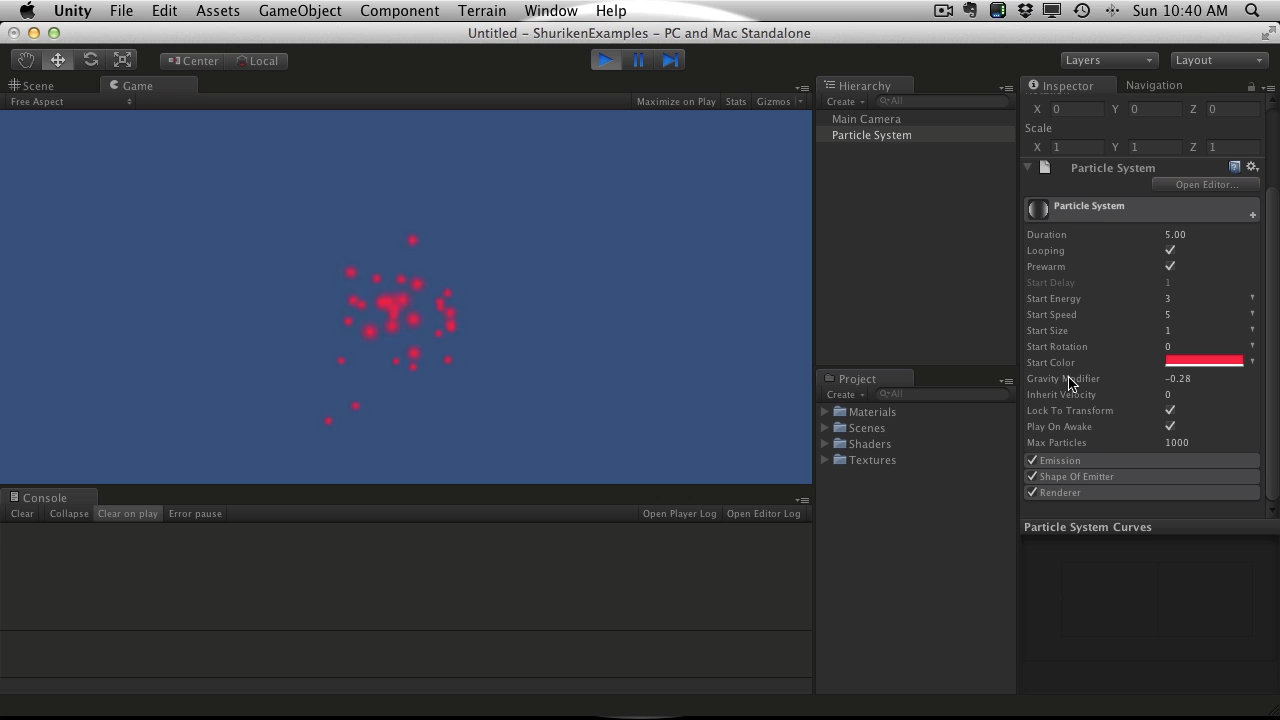 Unity File Edit Assets GameObject Component Terrain Window Help Sun 10:40 AM
Untitled – ShurikenExamples – PC and Mac Standalone
Center Local Layers Layout
Scene Game
Free Aspect Maximize on Play Stats Gizmos
Hierarchy
Create All
Main Camera
Particle System
Project
Create All
Materials
Scenes
Shaders
Textures
Console
Clear Collapse Clear on play Error pause Open Player Log Open Editor Log
Inspector Navigation
X 0 Y 0 Z 0
Scale
X 1 Y 1 Z 1
Particle System
Open Editor...
Particle System
Duration 5.00
Looping
Prewarm
Start Delay 1
Start Energy 3
Start Speed 5
Start Size 1
Start Rotation 0
Start Color
Gravity Modifier -0.28
Inherit Velocity 0
Lock To Transform
Play On Awake
Max Particles 1000
Emission
Shape Of Emitter
Renderer
Particle System Curves